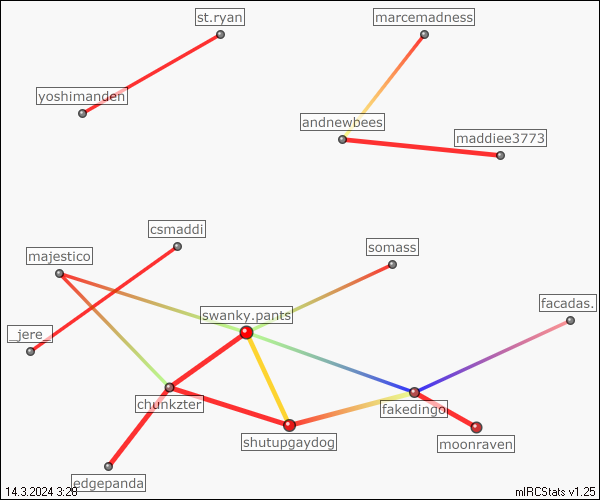 st.ryan
marcemadness
yoshimanden
andnewbees
maddiee3773
csmaddi
somass
majestico
facadas.
swanky.pants
_jere_
chunkzter
fakedingo
shutupgaydog
moonraven
edgepanda
14.3.2024 3:28
mIRCStats v1.25